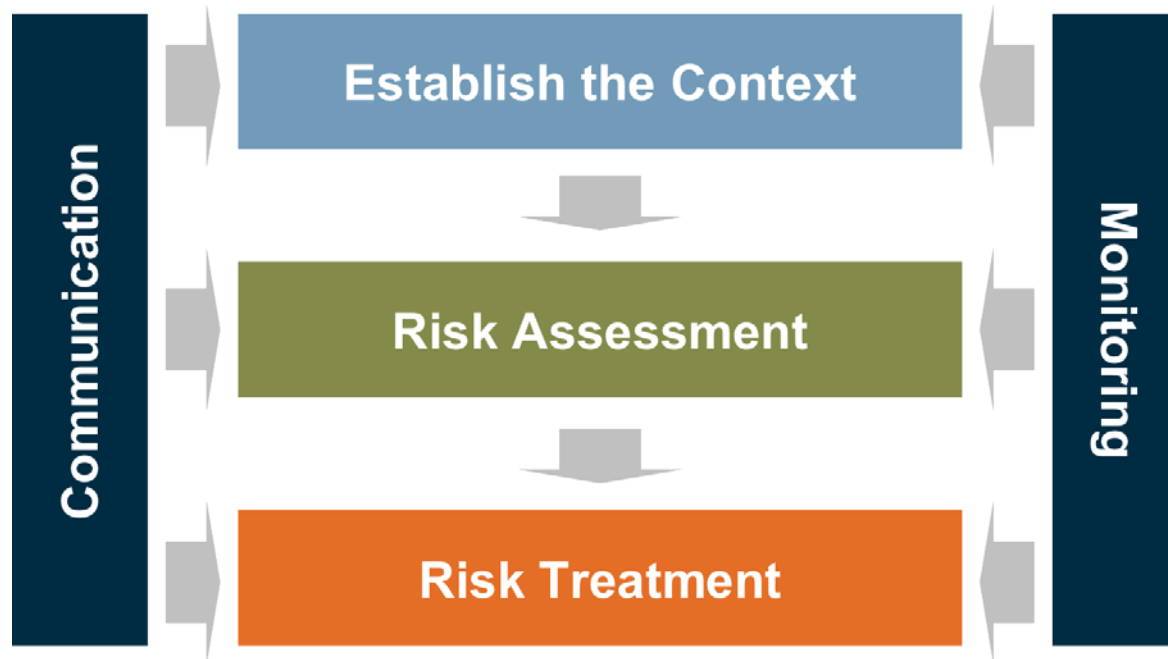 Communication
Establish the Context
Risk Assessment
Risk Treatment
Monitoring